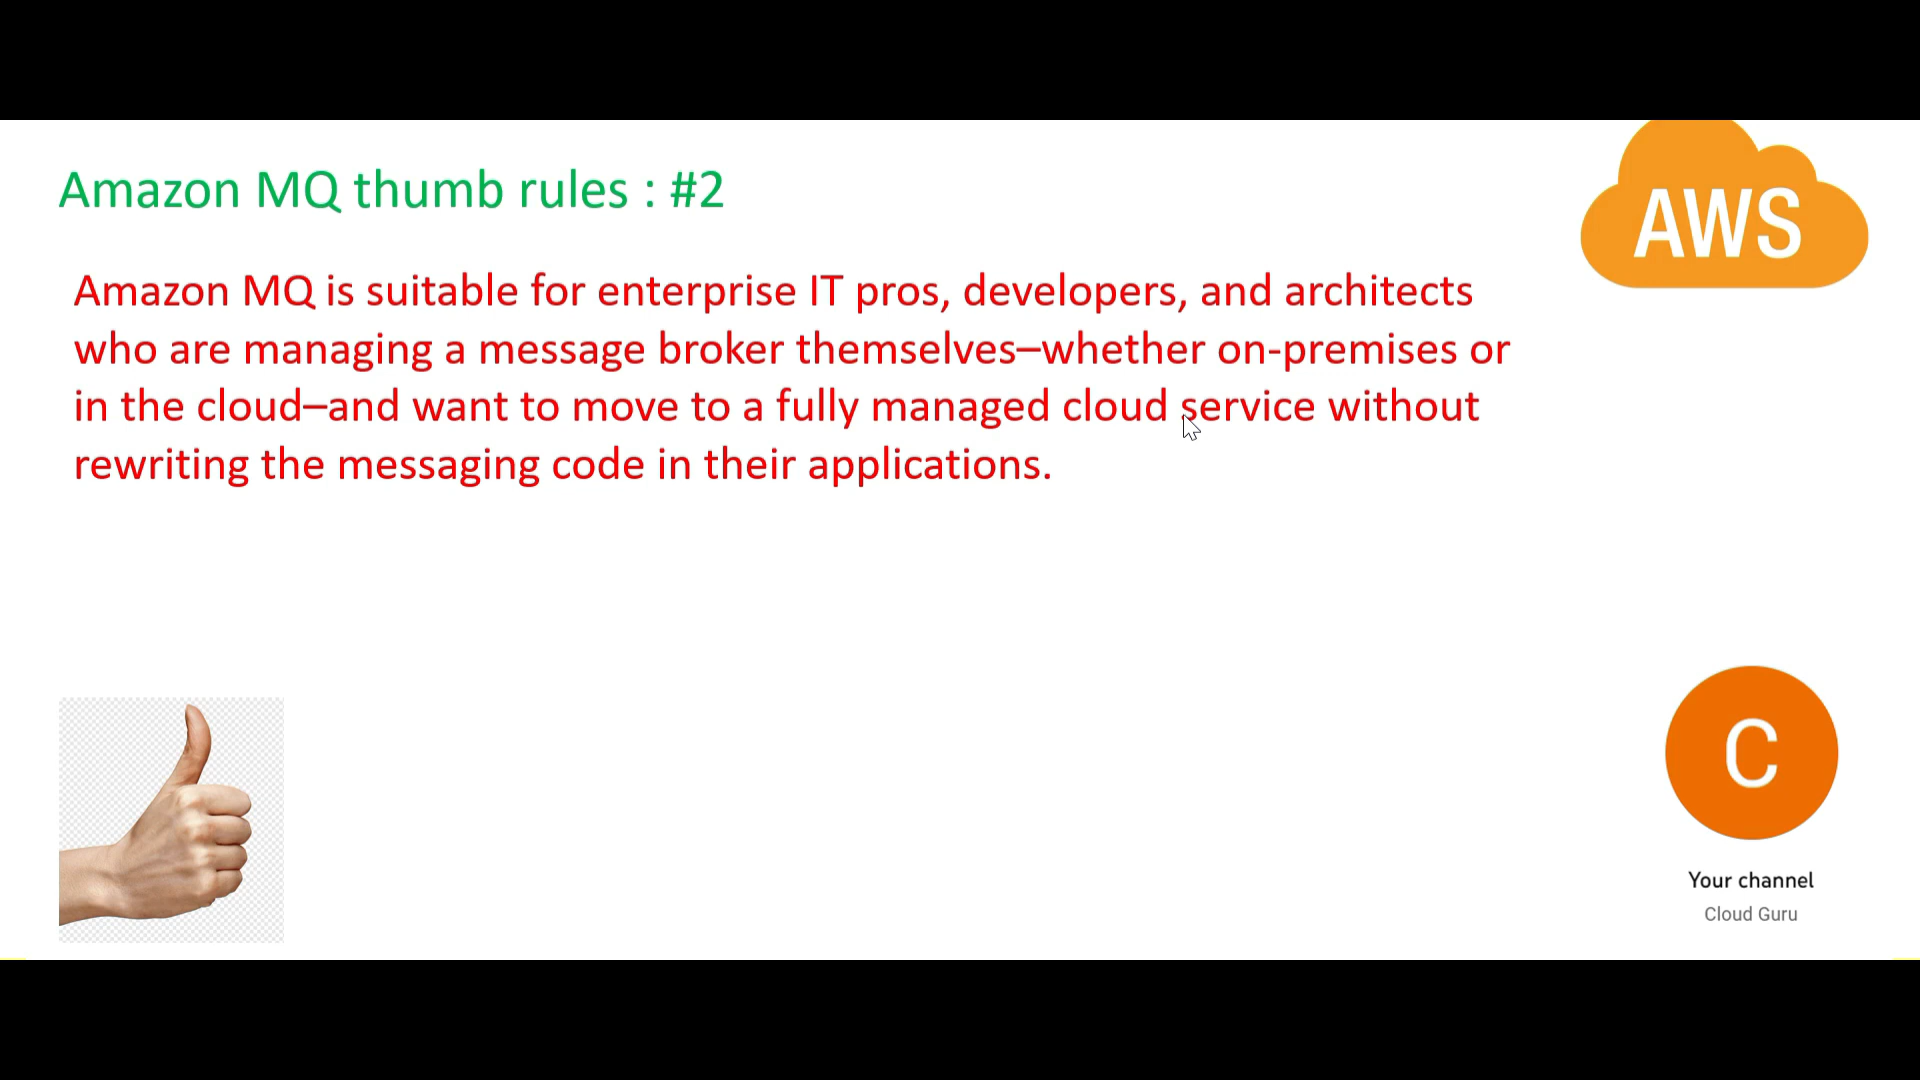 AWS
Amazon MQ thumb rules : #2
Amazon MQ is suitable for enterprise IT pros, developers, and architects
who are managing a message broker themselves–whether on-premises or
in the cloud–and want to move to a fully managed cloud service without
rewriting the messaging code in their applications.
C
Your channel
Cloud Guru